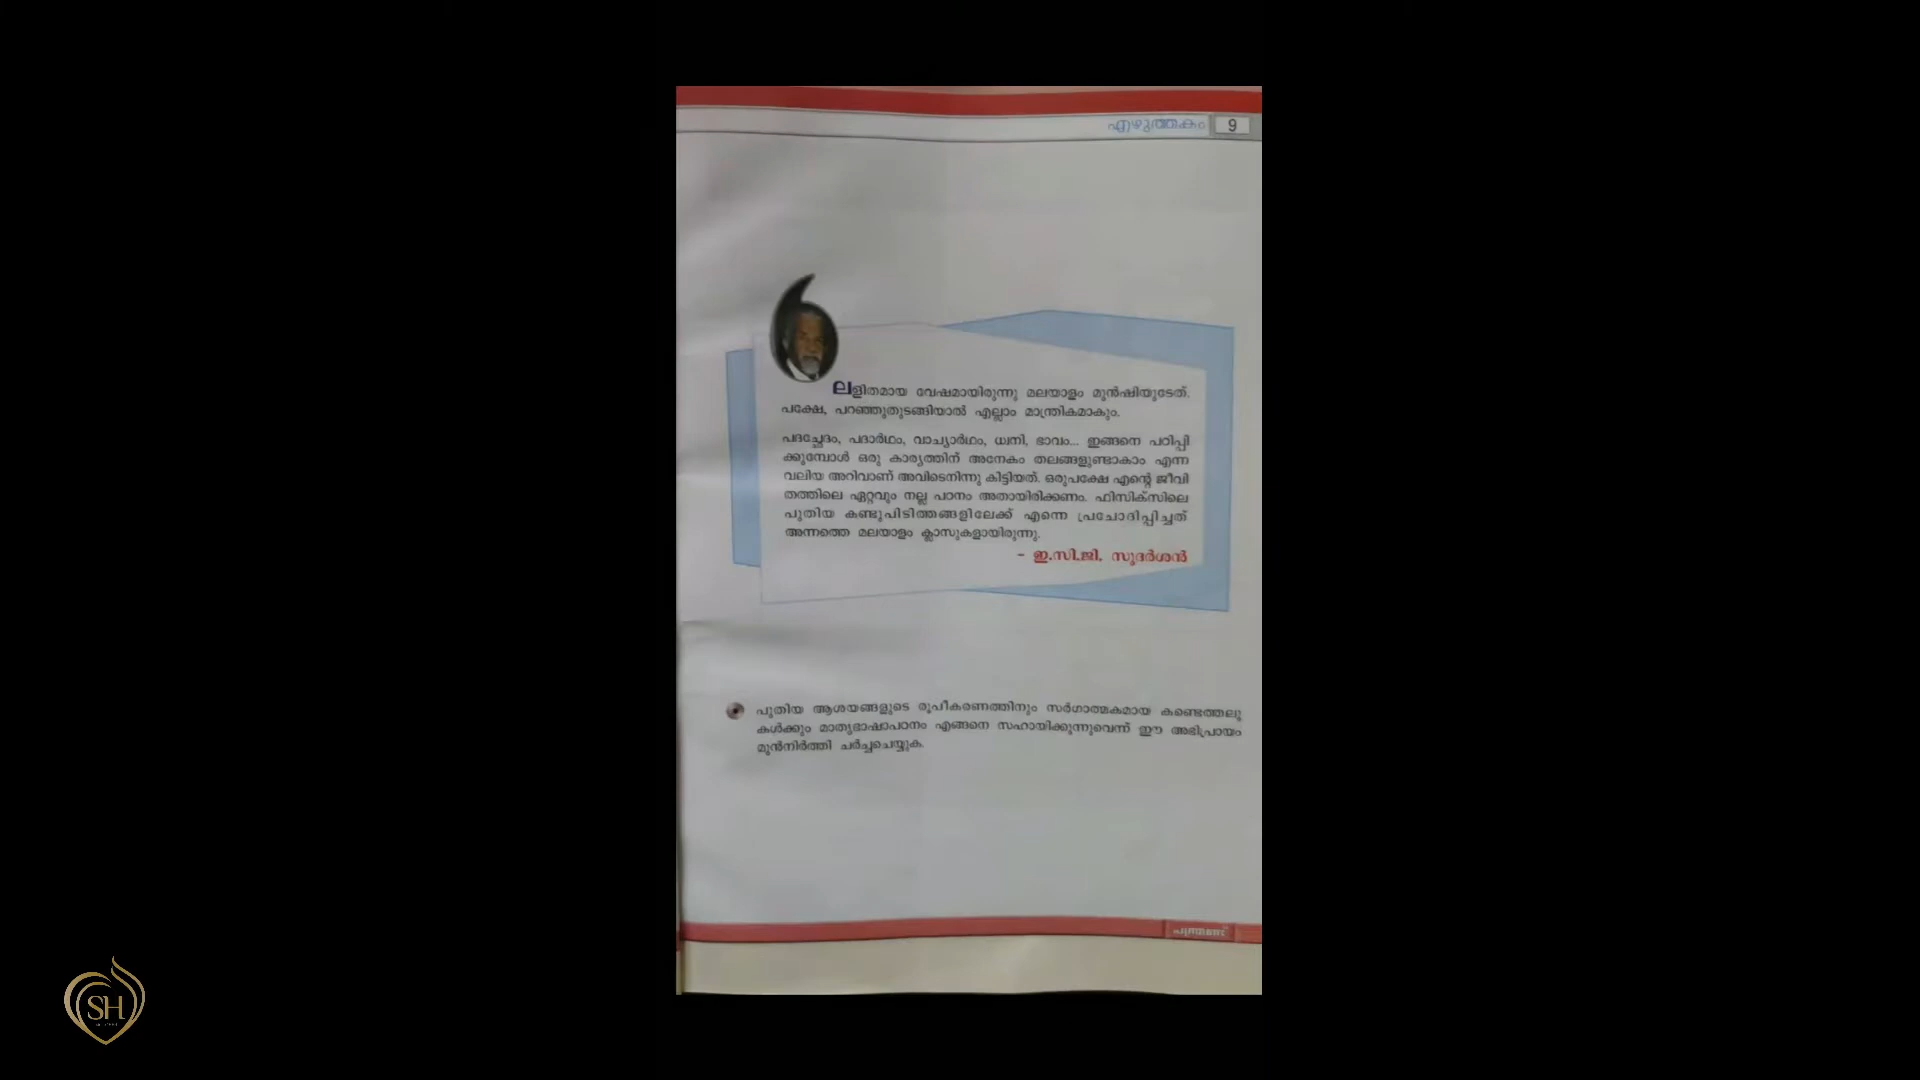 എഴുത്തകം 9
ലളിതമായ വേഷമായിരുന്നു മലയാളം മുൻഷിയുടേത്.
പക്ഷേ, പറഞ്ഞുതുടങ്ങിയാൽ എല്ലാം മാന്ത്രികമാകും.
പദച്ഛേദം, പദാർഥം, വാച്യാർഥം, ധ്വനി, ഭാവം... ഇങ്ങനെ പഠിപ്പി
ക്കുമ്പോൾ ഒരു കാര്യത്തിന് അനേകം തലങ്ങളുണ്ടാകാം എന്ന
വലിയ അറിവാണ് അവിടെനിന്നു കിട്ടിയത്. ഒരുപക്ഷേ എന്റെ ജീവി
തത്തിലെ ഏറ്റവും നല്ല പഠനം അതായിരിക്കണം. ഫിസിക്സിലെ
പുതിയ കണ്ടുപിടിത്തങ്ങളിലേക്ക് എന്നെ പ്രചോദിപ്പിച്ചത്
അന്നത്തെ മലയാളം ക്ലാസുകളായിരുന്നു.
- ഇ.സി.ജി. സുദർശൻ
പുതിയ ആശയങ്ങളുടെ രൂപീകരണത്തിനും സർഗാത്മകമായ കണ്ടെത്തലു
കൾക്കും മാതൃഭാഷാപഠനം എങ്ങനെ സഹായിക്കുന്നുവെന്ന് ഈ അഭിപ്രായം
മുൻനിർത്തി ചർച്ചചെയ്യുക.
SH